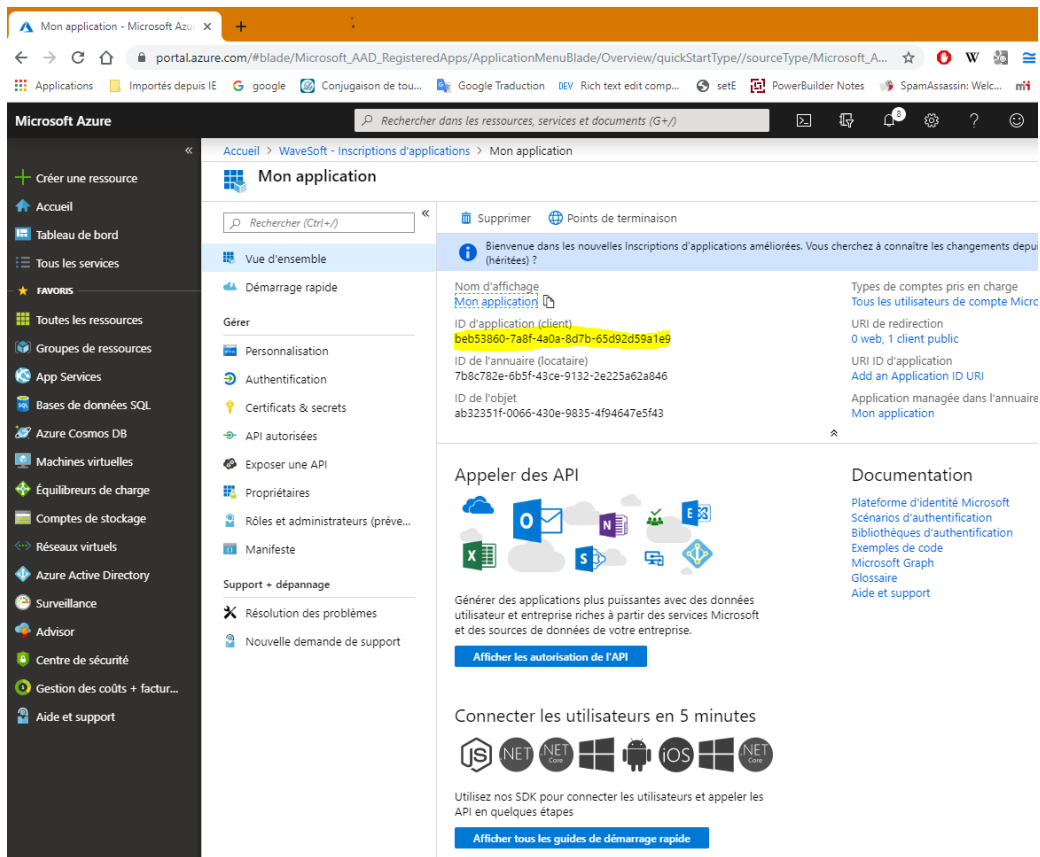 Mon application - Microsoft Azur
portal.azure.com/#blade/Microsoft_AAD_RegisteredApps/ApplicationMenuBlade/Overview/quickStartType//sourceType/Microsoft_A...
Applications
Importés depuis IE
google
Conjugaison de tou...
Google Traduction
DEV Rich text edit comp...
setE
PowerBuilder Notes
SpamAssassin: Welc...
Microsoft Azure
Rechercher dans les ressources, services et documents (G+/)
8
Accueil > WaveSoft - Inscriptions d'applications > Mon application
Mon application
Créer une ressource
Accueil
Tableau de bord
Tous les services
FAVORIS
Toutes les ressources
Groupes de ressources
App Services
Bases de données SQL
Azure Cosmos DB
Machines virtuelles
Équilibreurs de charge
Comptes de stockage
Réseaux virtuels
Azure Active Directory
Surveillance
Advisor
Centre de sécurité
Gestion des coûts + factur...
Aide et support
Rechercher (Ctrl+/)
Vue d'ensemble
Démarrage rapide
Gérer
Personnalisation
Authentification
Certificats & secrets
API autorisées
Exposer une API
Propriétaires
Rôles et administrateurs (préve...
Manifeste
Support + dépannage
Résolution des problèmes
Nouvelle demande de support
Supprimer
Points de terminaison
Bienvenue dans les nouvelles Inscriptions d'applications améliorées. Vous cherchez à connaître les changements depui
(héritées) ?
Nom d'affichage
Mon application
ID d'application (client)
beb53860-7a8f-4a0a-8d7b-65d92d59a1e9
ID de l'annuaire (locataire)
7b8c782e-6b5f-43ce-9132-2e225a62a846
ID de l'objet
ab32351f-0066-430e-9835-4f94647e5f43
Types de comptes pris en charge
Tous les utilisateurs de compte Micro
URI de redirection
0 web, 1 client public
URI ID d'application
Add an Application ID URI
Application managée dans l'annuaire
Mon application
Appeler des API
Générer des applications plus puissantes avec des données
utilisateur et entreprise riches à partir des services Microsoft
et des sources de données de votre entreprise.
Afficher les autorisation de l'API
Documentation
Plateforme d'identité Microsoft
Scénarios d'authentification
Bibliothèques d'authentification
Exemples de code
Microsoft Graph
Glossaire
Aide et support
Connecter les utilisateurs en 5 minutes
JS
.NET
.NET Core
iOS
.NET Core
Utilisez nos SDK pour connecter les utilisateurs et appeler les
API en quelques étapes
Afficher tous les guides de démarrage rapide